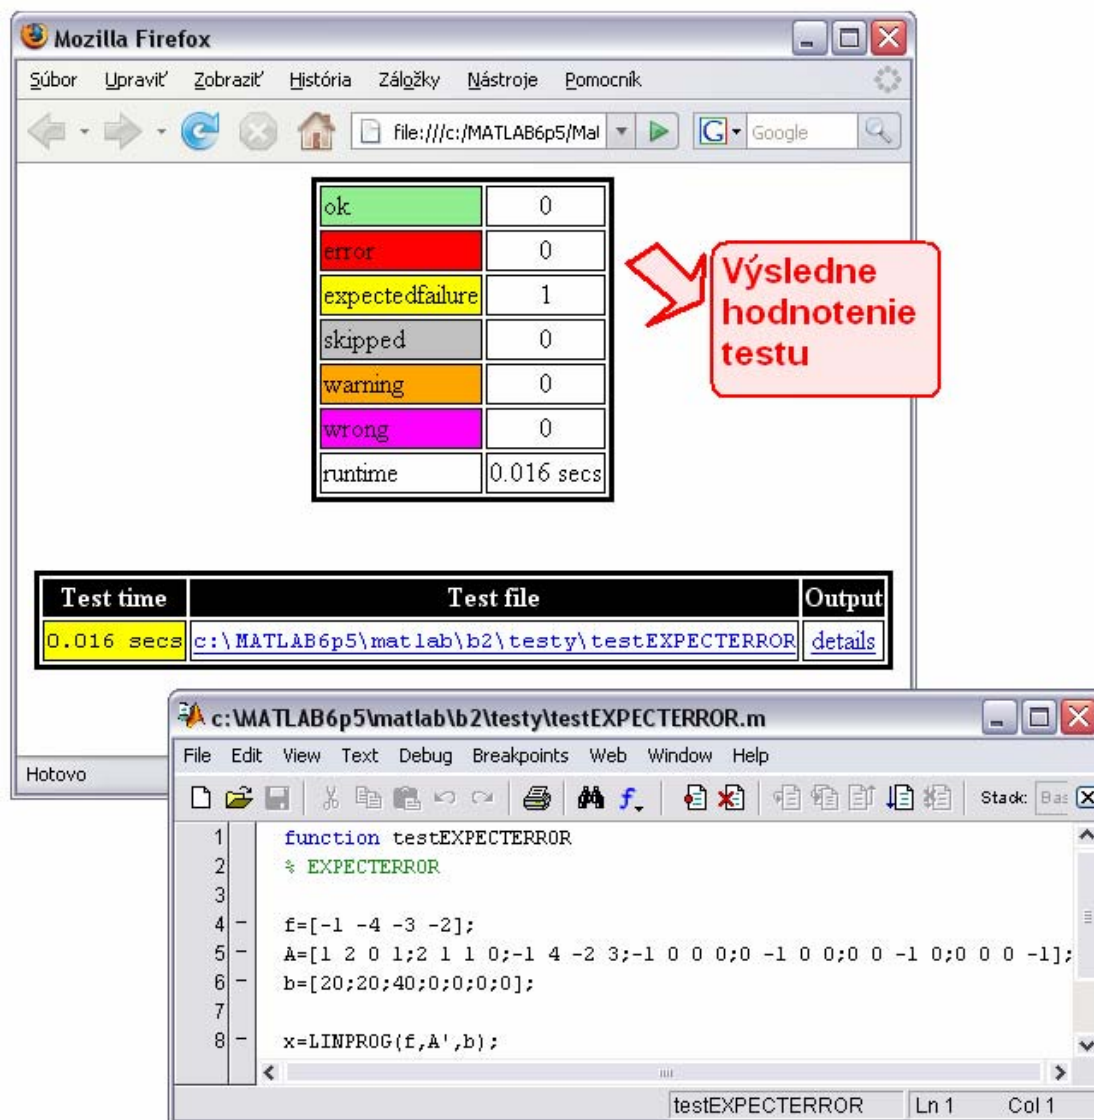 Mozilla Firefox
Súbor Upraviť Zobraziť História Záložky Nástroje Pomocník
file:///c:/MATLAB6p5/Mal G Google
ok 0
error 0
expectedfailure 1
skipped 0
warning 0
wrong 0
runtime 0.016 secs
Výsledne
hodnotenie
testu
Test time Test file Output
0.016 secs c:\MATLAB6p5\matlab\b2\testy\testEXPECTERROR details
Hotovo
c:\MATLAB6p5\matlab\b2\testy\testEXPECTERROR.m
File Edit View Text Debug Breakpoints Web Window Help
Stack: Bas
1 function testEXPECTERROR
2 % EXPECTERROR
3
4 - f=[-1 -4 -3 -2];
5 - A=[1 2 0 1;2 1 1 0;-1 4 -2 3;-1 0 0 0;0 -1 0 0;0 0 -1 0;0 0 0 -1];
6 - b=[20;20;40;0;0;0;0];
7
8 - x=LINPROG(f,A',b);
testEXPECTERROR Ln 1 Col 1